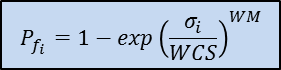 P_{f_i} = 1 − exp(σ_i/WCS)^{WM}